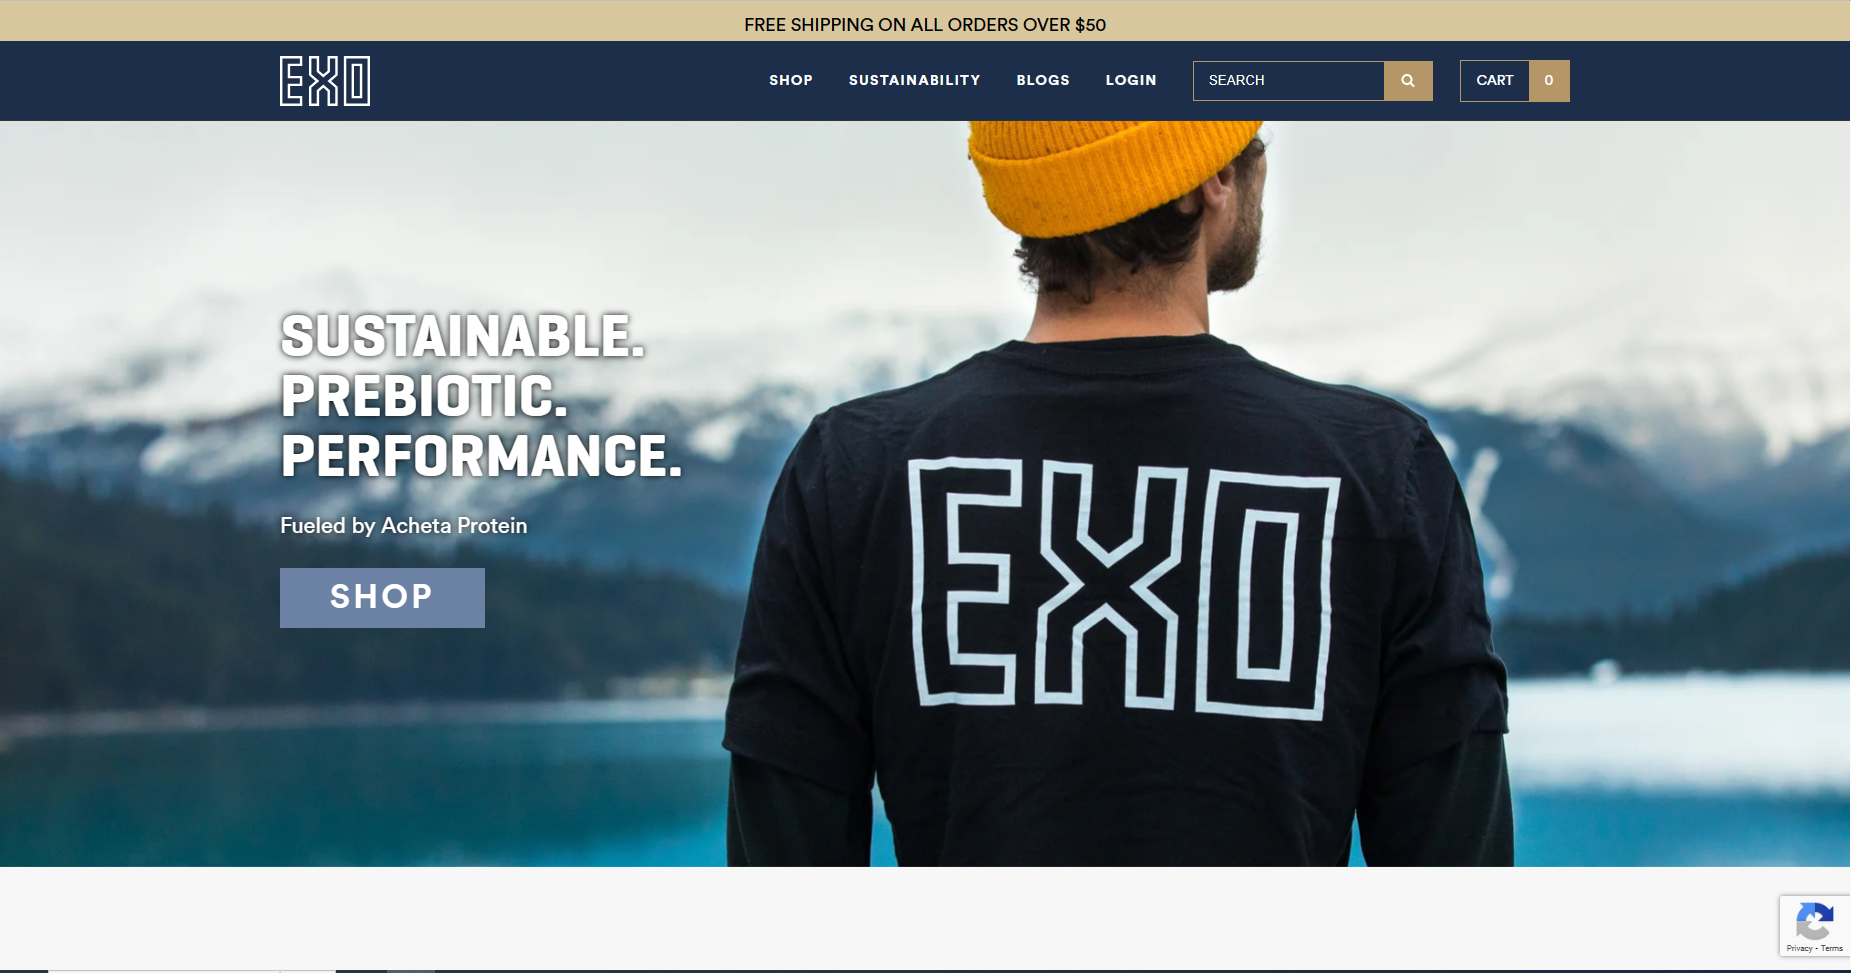 FREE SHIPPING ON ALL ORDERS OVER $50
EXO
SHOP SUSTAINABILITY BLOGS LOGIN SEARCH CART 0
SUSTAINABLE.
PREBIOTIC.
PERFORMANCE.
Fueled by Acheta Protein
SHOP
EXO
Privacy - Terms